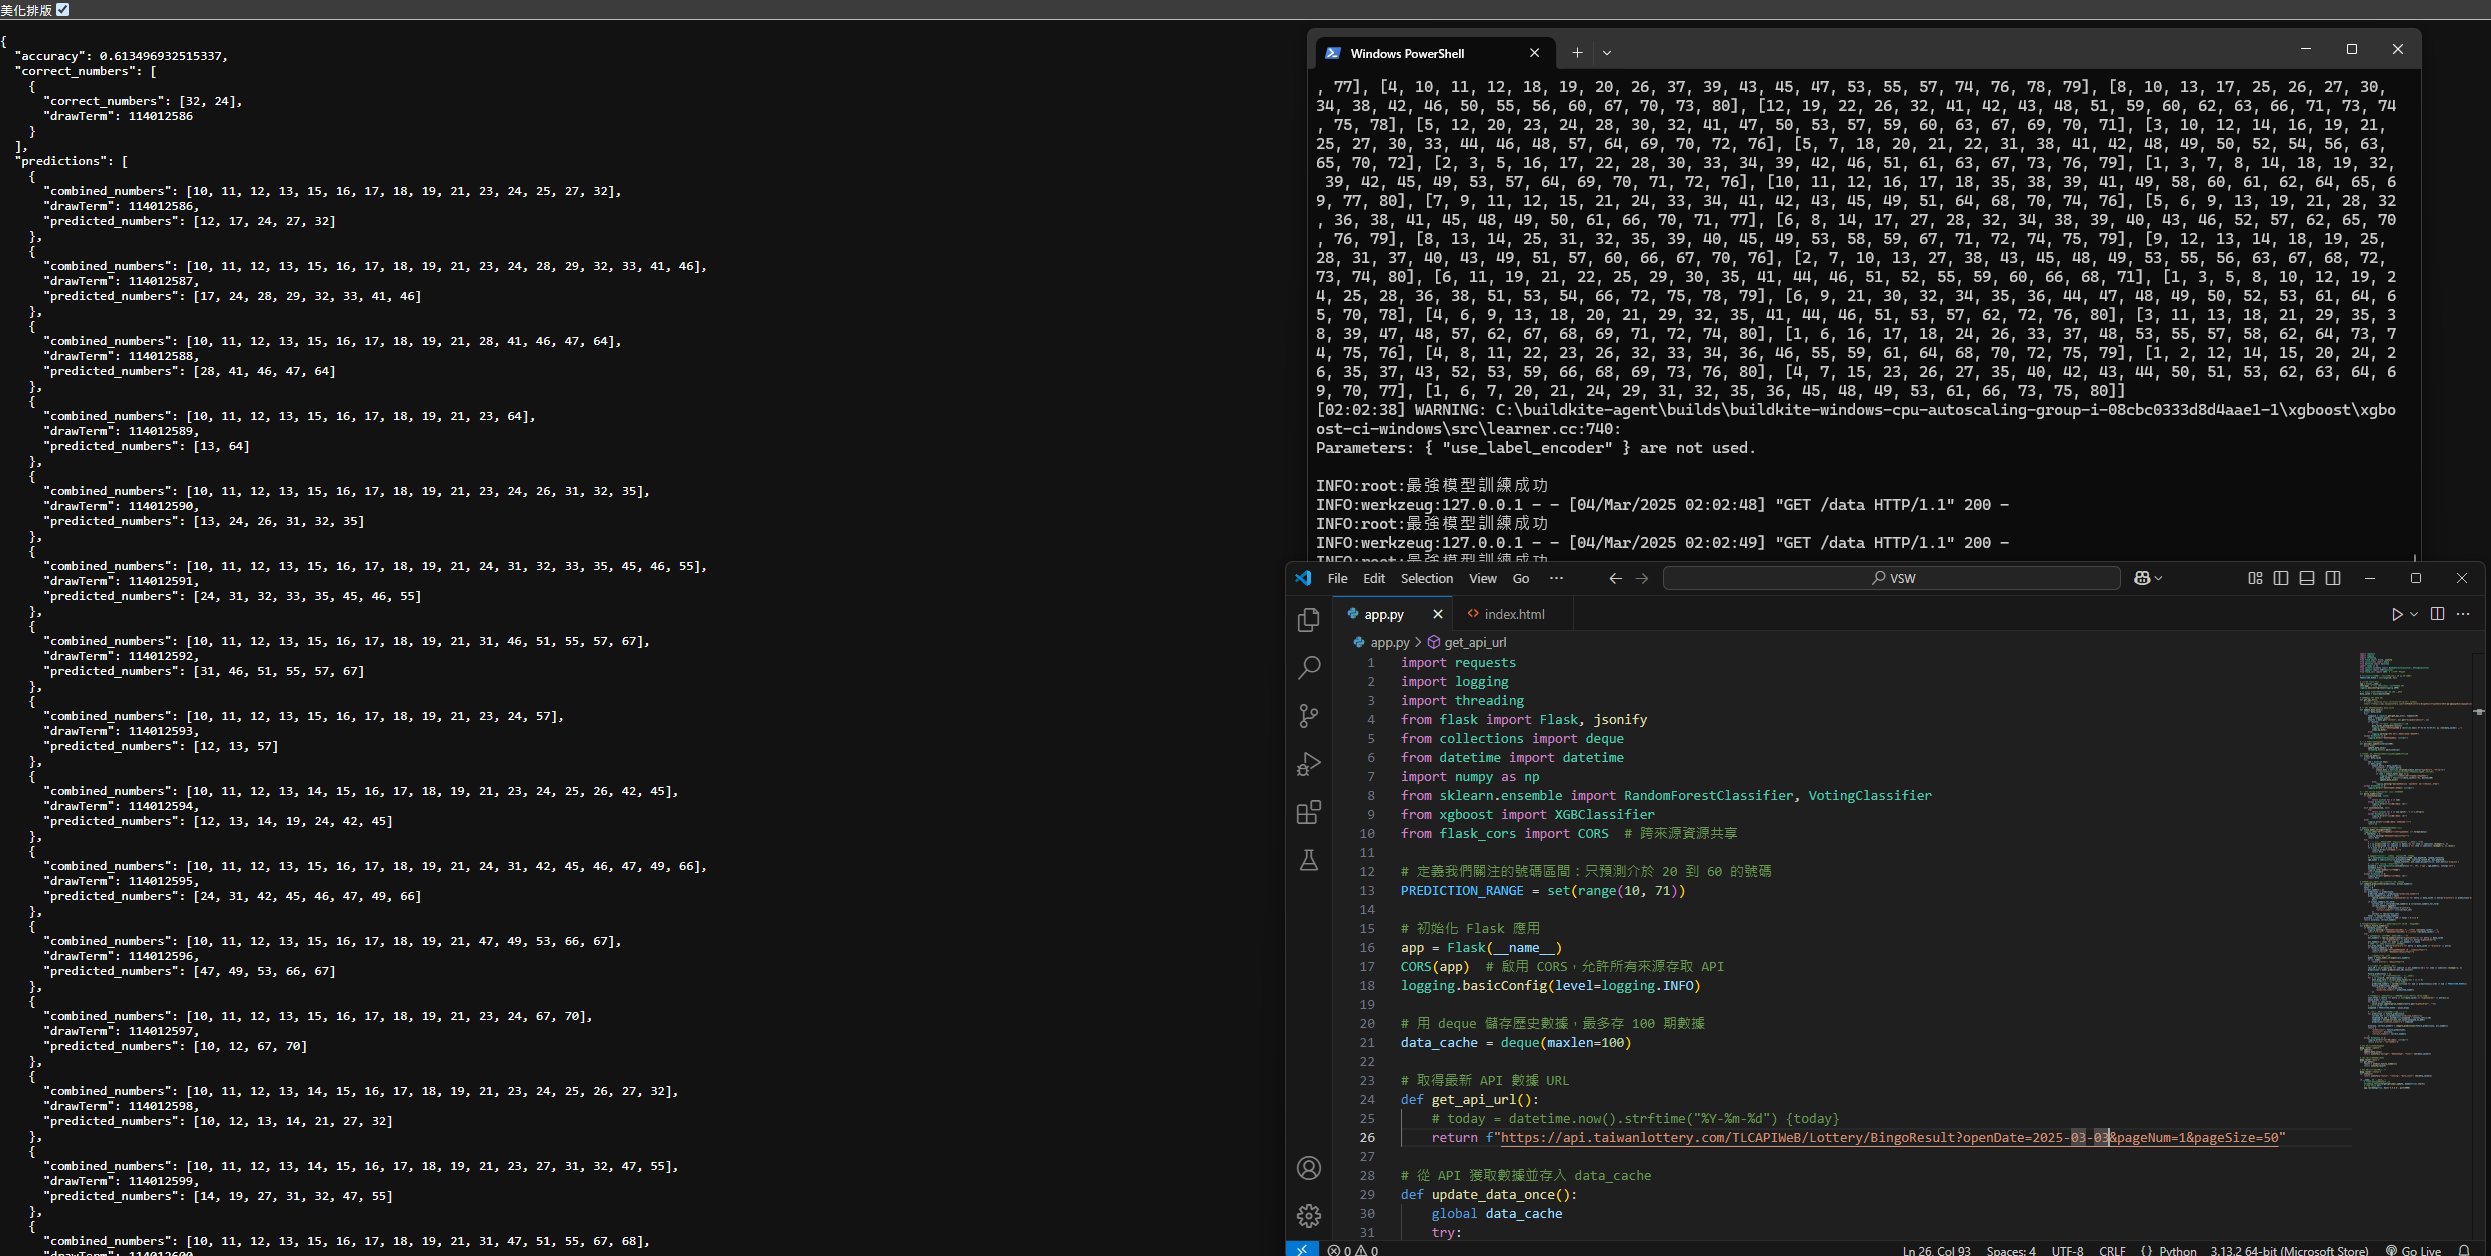 美化排版
{
  "accuracy": 0.613496932515337,
  "correct_numbers": [
    {
      "correct_numbers": [32, 24],
      "drawTerm": 114012586
    }
  ],
  "predictions": [
    {
      "combined_numbers": [10, 11, 12, 13, 15, 16, 17, 18, 19, 21, 23, 24, 25, 27, 32],
      "drawTerm": 114012586,
      "predicted_numbers": [12, 17, 24, 27, 32]
    },
    {
      "combined_numbers": [10, 11, 12, 13, 15, 16, 17, 18, 19, 21, 23, 24, 28, 29, 32, 33, 41, 46],
      "drawTerm": 114012587,
      "predicted_numbers": [17, 24, 28, 29, 32, 33, 41, 46]
    },
    {
      "combined_numbers": [10, 11, 12, 13, 15, 16, 17, 18, 19, 21, 28, 41, 46, 47, 64],
      "drawTerm": 114012588,
      "predicted_numbers": [28, 41, 46, 47, 64]
    },
    {
      "combined_numbers": [10, 11, 12, 13, 15, 16, 17, 18, 19, 21, 23, 64],
      "drawTerm": 114012589,
      "predicted_numbers": [13, 64]
    },
    {
      "combined_numbers": [10, 11, 12, 13, 15, 16, 17, 18, 19, 21, 23, 24, 26, 31, 32, 35],
      "drawTerm": 114012590,
      "predicted_numbers": [13, 24, 26, 31, 32, 35]
    },
    {
      "combined_numbers": [10, 11, 12, 13, 15, 16, 17, 18, 19, 21, 24, 31, 32, 33, 35, 45, 46, 55],
      "drawTerm": 114012591,
      "predicted_numbers": [24, 31, 32, 33, 35, 45, 46, 55]
    },
    {
      "combined_numbers": [10, 11, 12, 13, 15, 16, 17, 18, 19, 21, 31, 46, 51, 55, 57, 67],
      "drawTerm": 114012592,
      "predicted_numbers": [31, 46, 51, 55, 57, 67]
    },
    {
      "combined_numbers": [10, 11, 12, 13, 15, 16, 17, 18, 19, 21, 23, 24, 57],
      "drawTerm": 114012593,
      "predicted_numbers": [12, 13, 57]
    },
    {
      "combined_numbers": [10, 11, 12, 13, 14, 15, 16, 17, 18, 19, 21, 23, 24, 25, 26, 42, 45],
      "drawTerm": 114012594,
      "predicted_numbers": [12, 13, 14, 19, 24, 42, 45]
    },
    {
      "combined_numbers": [10, 11, 12, 13, 15, 16, 17, 18, 19, 21, 24, 31, 42, 45, 46, 47, 49, 66],
      "drawTerm": 114012595,
      "predicted_numbers": [24, 31, 42, 45, 46, 47, 49, 66]
    },
    {
      "combined_numbers": [10, 11, 12, 13, 15, 16, 17, 18, 19, 21, 47, 49, 53, 66, 67],
      "drawTerm": 114012596,
      "predicted_numbers": [47, 49, 53, 66, 67]
    },
    {
      "combined_numbers": [10, 11, 12, 13, 15, 16, 17, 18, 19, 21, 23, 24, 67, 70],
      "drawTerm": 114012597,
      "predicted_numbers": [10, 12, 67, 70]
    },
    {
      "combined_numbers": [10, 11, 12, 13, 14, 15, 16, 17, 18, 19, 21, 23, 24, 25, 26, 27, 32],
      "drawTerm": 114012598,
      "predicted_numbers": [10, 12, 13, 14, 21, 27, 32]
    },
    {
      "combined_numbers": [10, 11, 12, 13, 14, 15, 16, 17, 18, 19, 21, 23, 27, 31, 32, 47, 55],
      "drawTerm": 114012599,
      "predicted_numbers": [14, 19, 27, 31, 32, 47, 55]
    },
    {
      "combined_numbers": [10, 11, 12, 13, 15, 16, 17, 18, 19, 21, 31, 47, 51, 55, 67, 68],
      "drawTerm": 114012600
Windows PowerShell
, 77], [4, 10, 11, 12, 18, 19, 20, 26, 37, 39, 43, 45, 47, 53, 55, 57, 74, 76, 78, 79], [8, 10, 13, 17, 25, 26, 27, 30,
34, 38, 42, 46, 50, 55, 56, 60, 67, 70, 73, 80], [12, 19, 22, 26, 32, 41, 42, 43, 48, 51, 59, 60, 62, 63, 66, 71, 73, 74
, 75, 78], [5, 12, 20, 23, 24, 28, 30, 32, 41, 47, 50, 53, 57, 59, 60, 63, 67, 69, 70, 71], [3, 10, 12, 14, 16, 19, 21,
25, 27, 30, 33, 44, 46, 48, 57, 64, 69, 70, 72, 76], [5, 7, 18, 20, 21, 22, 31, 38, 41, 42, 48, 49, 50, 52, 54, 56, 63,
65, 70, 72], [2, 3, 5, 16, 17, 22, 28, 30, 33, 34, 39, 42, 46, 51, 61, 63, 67, 73, 76, 79], [1, 3, 7, 8, 14, 18, 19, 32,
 39, 42, 45, 49, 53, 57, 64, 69, 70, 71, 72, 76], [10, 11, 12, 16, 17, 18, 35, 38, 39, 41, 49, 58, 60, 61, 62, 64, 65, 6
9, 77, 80], [7, 9, 11, 12, 15, 21, 24, 33, 34, 41, 42, 43, 45, 49, 51, 64, 68, 70, 74, 76], [5, 6, 9, 13, 19, 21, 28, 32
, 36, 38, 41, 45, 48, 49, 50, 61, 66, 70, 71, 77], [6, 8, 14, 17, 27, 28, 32, 34, 38, 39, 40, 43, 46, 52, 57, 62, 65, 70
, 76, 79], [8, 13, 14, 25, 31, 32, 35, 39, 40, 45, 49, 53, 58, 59, 67, 71, 72, 74, 75, 79], [9, 12, 13, 14, 18, 19, 25,
28, 31, 37, 40, 43, 49, 51, 57, 60, 66, 67, 70, 76], [2, 7, 10, 13, 27, 38, 43, 45, 48, 49, 53, 55, 56, 63, 67, 68, 72,
73, 74, 80], [6, 11, 19, 21, 22, 25, 29, 30, 35, 41, 44, 46, 51, 52, 55, 59, 60, 66, 68, 71], [1, 3, 5, 8, 10, 12, 19, 2
4, 25, 28, 36, 38, 51, 53, 54, 66, 72, 75, 78, 79], [6, 9, 21, 30, 32, 34, 35, 36, 44, 47, 48, 49, 50, 52, 53, 61, 64, 6
5, 70, 78], [4, 6, 9, 13, 18, 20, 21, 29, 32, 35, 41, 44, 46, 51, 53, 57, 62, 72, 76, 80], [3, 11, 13, 18, 21, 29, 35, 3
8, 39, 47, 48, 57, 62, 67, 68, 69, 71, 72, 74, 80], [1, 6, 16, 17, 18, 24, 26, 33, 37, 48, 53, 55, 57, 58, 62, 64, 73, 7
4, 75, 76], [4, 8, 11, 22, 23, 26, 32, 33, 34, 36, 46, 55, 59, 61, 64, 68, 70, 72, 75, 79], [1, 2, 12, 14, 15, 20, 24, 2
6, 35, 37, 43, 52, 53, 59, 66, 68, 69, 73, 76, 80], [4, 7, 15, 23, 26, 27, 35, 40, 42, 43, 44, 50, 51, 53, 62, 63, 64, 6
9, 70, 77], [1, 6, 7, 20, 21, 24, 29, 31, 32, 35, 36, 45, 48, 49, 53, 61, 66, 73, 75, 80]]
[02:02:38] WARNING: C:\buildkite-agent\builds\buildkite-windows-cpu-autoscaling-group-i-08cbc0333d8d4aae1-1\xgboost\xgbo
ost-ci-windows\src\learner.cc:740:
Parameters: { "use_label_encoder" } are not used.
INFO:root:最強模型訓練成功
INFO:werkzeug:127.0.0.1 - - [04/Mar/2025 02:02:48] "GET /data HTTP/1.1" 200 -
INFO:root:最強模型訓練成功
INFO:werkzeug:127.0.0.1 - - [04/Mar/2025 02:02:49] "GET /data HTTP/1.1" 200 -
INFO:root:最強模型訓練成功
File Edit Selection View Go ··· VSW
app.py index.html
app.py > get_api_url
1 import requests
2 import logging
3 import threading
4 from flask import Flask, jsonify
5 from collections import deque
6 from datetime import datetime
7 import numpy as np
8 from sklearn.ensemble import RandomForestClassifier, VotingClassifier
9 from xgboost import XGBClassifier
10 from flask_cors import CORS  # 跨來源資源共享
11
12 # 定義我們關注的號碼區間：只預測介於 20 到 60 的號碼
13 PREDICTION_RANGE = set(range(10, 71))
14
15 # 初始化 Flask 應用
16 app = Flask(__name__)
17 CORS(app)  # 啟用 CORS，允許所有來源存取 API
18 logging.basicConfig(level=logging.INFO)
19
20 # 用 deque 儲存歷史數據，最多存 100 期數據
21 data_cache = deque(maxlen=100)
22
23 # 取得最新 API 數據 URL
24 def get_api_url():
25     # today = datetime.now().strftime("%Y-%m-%d") {today}
26     return f"https://api.taiwanlottery.com/TLCAPIWeB/Lottery/BingoResult?openDate=2025-03-03&pageNum=1&pageSize=50"
27
28 # 從 API 獲取數據並存入 data_cache
29 def update_data_once():
30     global data_cache
31     try:
0 0 Ln 26, Col 93 Spaces: 4 UTF-8 CRLF {} Python 3.13.2 64-bit (Microsoft Store) Go Live